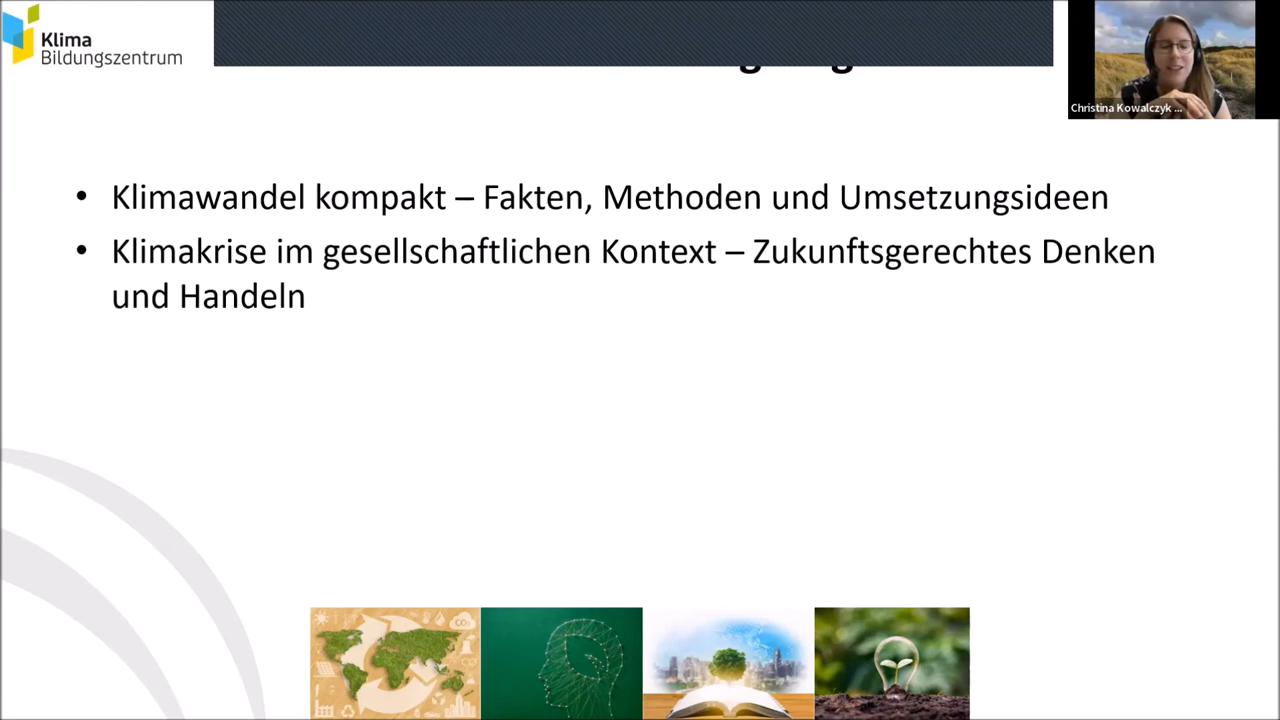 Klima
Bildungszentrum
Christina Kowalczyk ...
• Klimawandel kompakt – Fakten, Methoden und Umsetzungsideen
• Klimakrise im gesellschaftlichen Kontext – Zukunftsgerechtes Denken
und Handeln